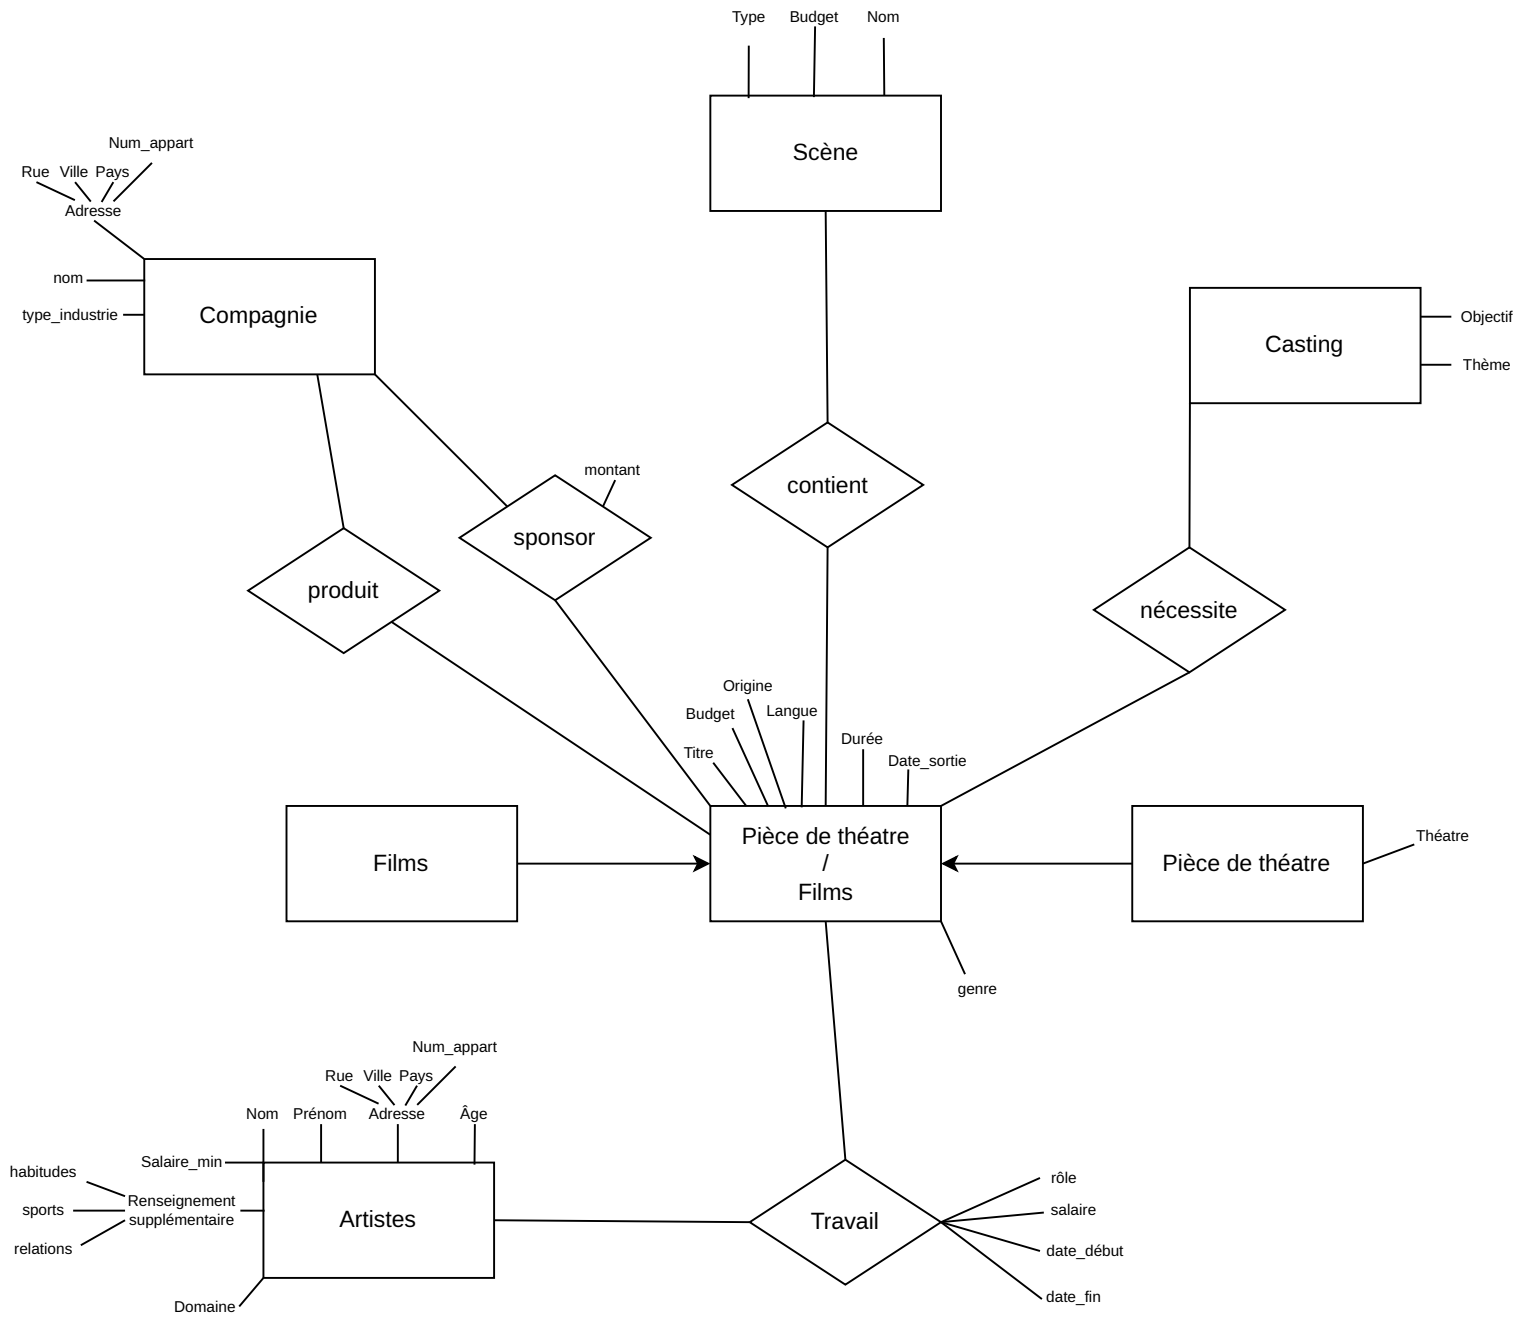 Type Budget Nom
Scène
Num_appart
Rue Ville Pays
Adresse
nom
type_industrie
Compagnie
Casting
Objectif
Thème
montant
sponsor
contient
produit
nécessite
Origine
Budget
Langue
Titre
Durée
Date_sortie
Films
Pièce de théatre
/
Films
Pièce de théatre
Théatre
genre
Num_appart
Rue Ville Pays
Nom Prénom Adresse Âge
Salaire_min
habitudes
sports
relations
Renseignement
supplémentaire
Artistes
Domaine
Travail
rôle
salaire
date_début
date_fin